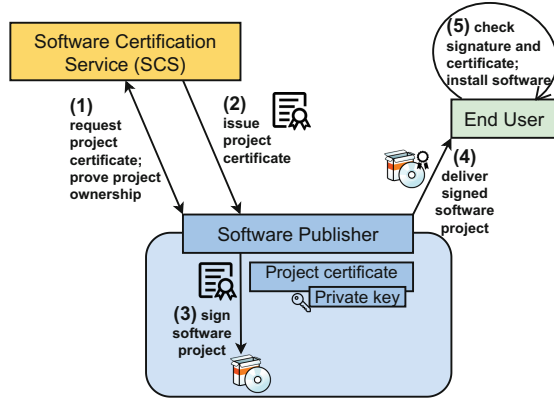 Software Certification
Service (SCS)
(1)
request
project
certificate;
prove project
ownership
(2)
issue
project
certificate
(5) check
signature and
certificate;
install software
End User
(4)
deliver
signed
software
project
Software Publisher
Project certificate
Private key
(3) sign
software
project